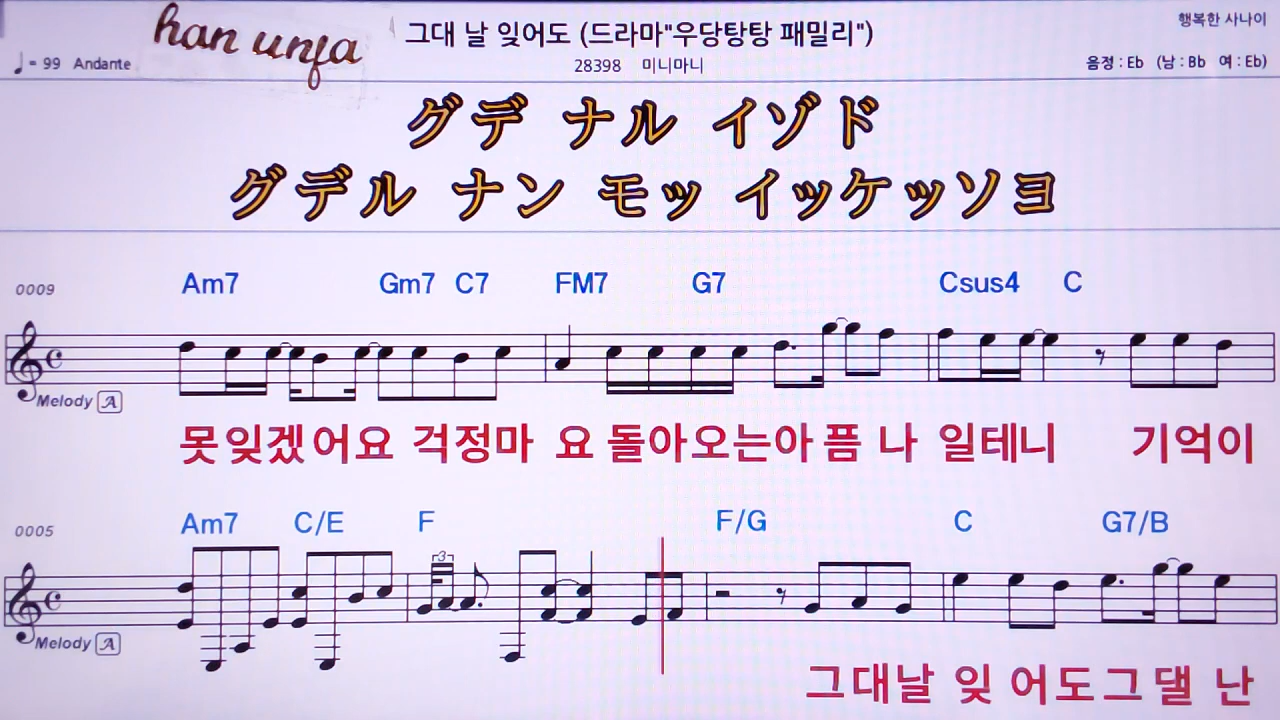 han unfa
그대 날 잊어도 (드라마"우당탕탕 패밀리")
행복한 사나이
♩= 99 Andante
28398 미니마니
음정 : Eb (남 : Bb 여 : Eb)
グデ ナル イゾド
グデル ナン モッ イッケッソヨ
0009
Am7 Gm7 C7 FM7 G7 Csus4 C
Melody A
못잊겠어요 걱정마 요 돌아오는아 픔 나 일테니 기억이
0005
Am7 C/E F F/G C G7/B
3
Melody A
그대날 잊 어도그 댈 난